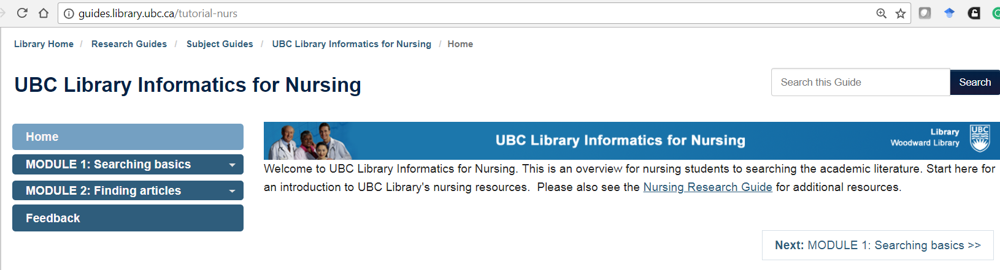 guides.library.ubc.ca/tutorial-nurs
Library Home / Research Guides / Subject Guides / UBC Library Informatics for Nursing / Home
UBC Library Informatics for Nursing
Search this Guide
Search
Home
MODULE 1: Searching basics
MODULE 2: Finding articles
Feedback
UBC Library Informatics for Nursing
Library
Woodward Library
UBC
Welcome to UBC Library Informatics for Nursing. This is an overview for nursing students to searching the academic literature. Start here for
an introduction to UBC Library's nursing resources.  Please also see the Nursing Research Guide for additional resources.
Next: MODULE 1: Searching basics >>